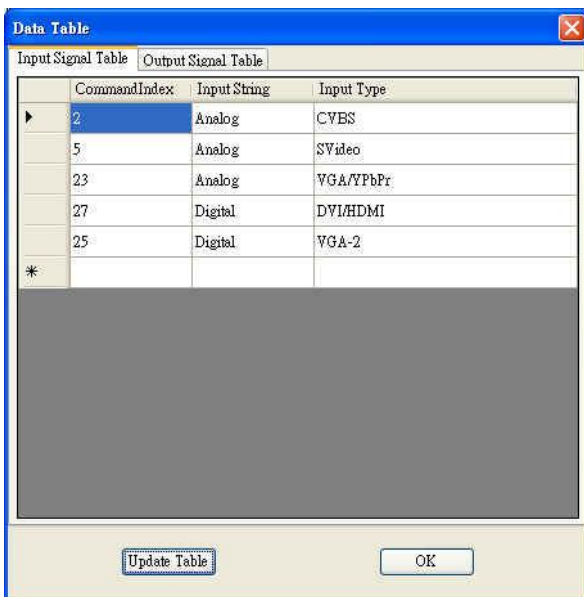 Data Table
Input Signal Table Output Signal Table
CommandIndex Input String Input Type
2 Analog CVBS
5 Analog SVideo
23 Analog VGA/YPbPr
27 Digital DVI/HDMI
25 Digital VGA-2
Update Table OK